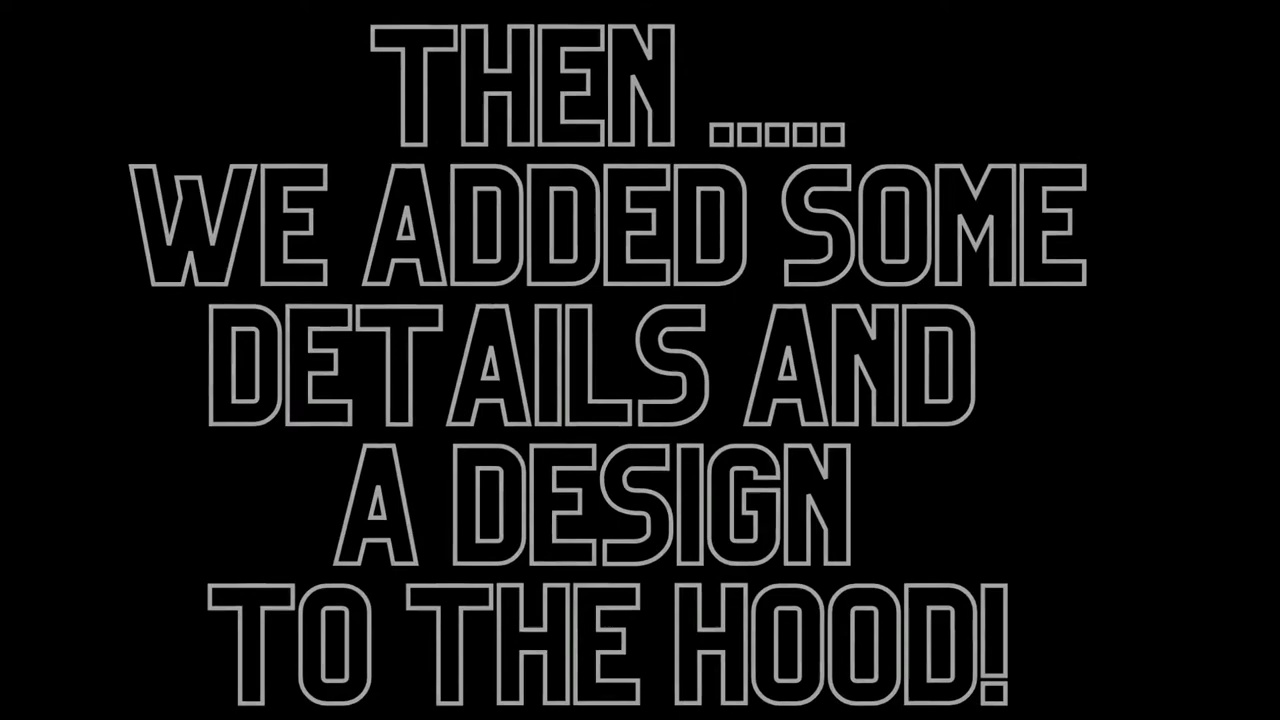 THEN .....
WE ADDED SOME
DETAILS AND
A DESIGN
TO THE HOOD!